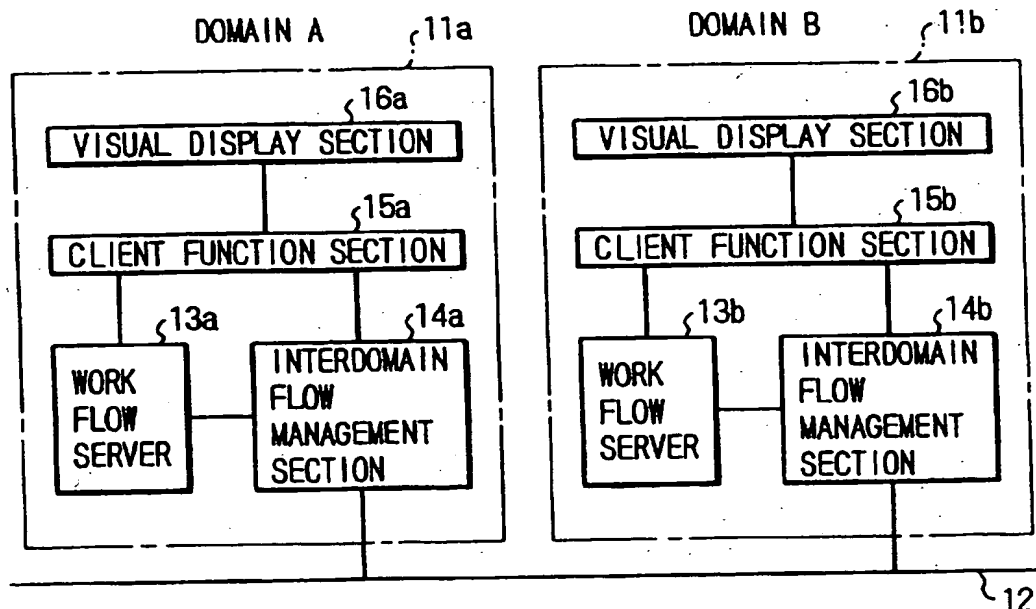 DOMAIN A
11a
16a
VISUAL DISPLAY SECTION
15a
CLIENT FUNCTION SECTION
13a
WORK
FLOW
SERVER
14a
INTERDOMAIN
FLOW
MANAGEMENT
SECTION
DOMAIN B
11b
16b
VISUAL DISPLAY SECTION
15b
CLIENT FUNCTION SECTION
13b
WORK
FLOW
SERVER
14b
INTERDOMAIN
FLOW
MANAGEMENT
SECTION
12